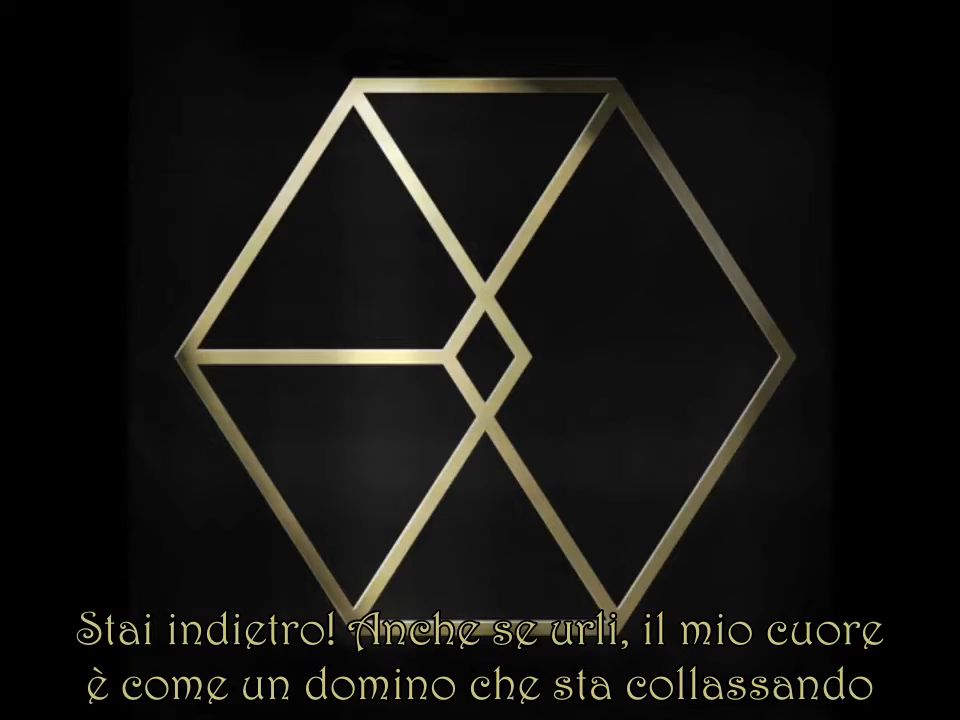 Stai indietro! Anche se urli, il mio cuore
è come un domino che sta collassando